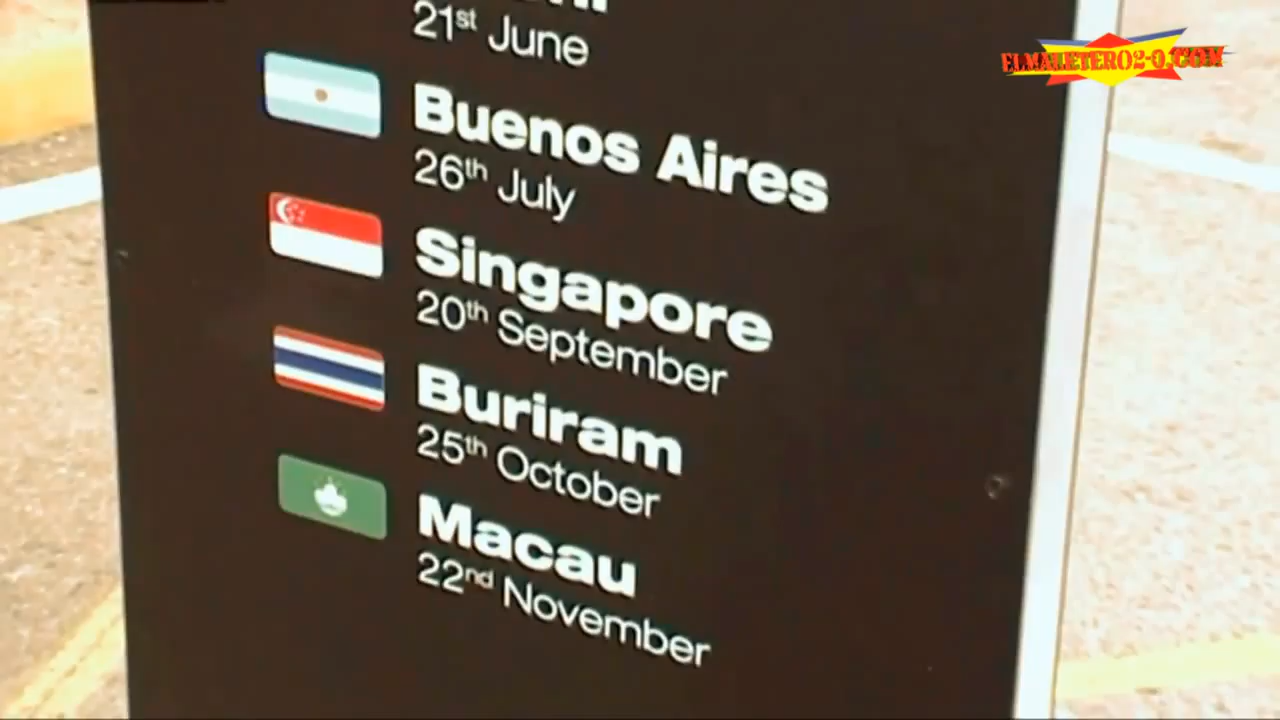 21st June
ELMALETERO2-0.COM
Buenos Aires
26th July
Singapore
20th September
Buriram
25th October
Macau
22nd November